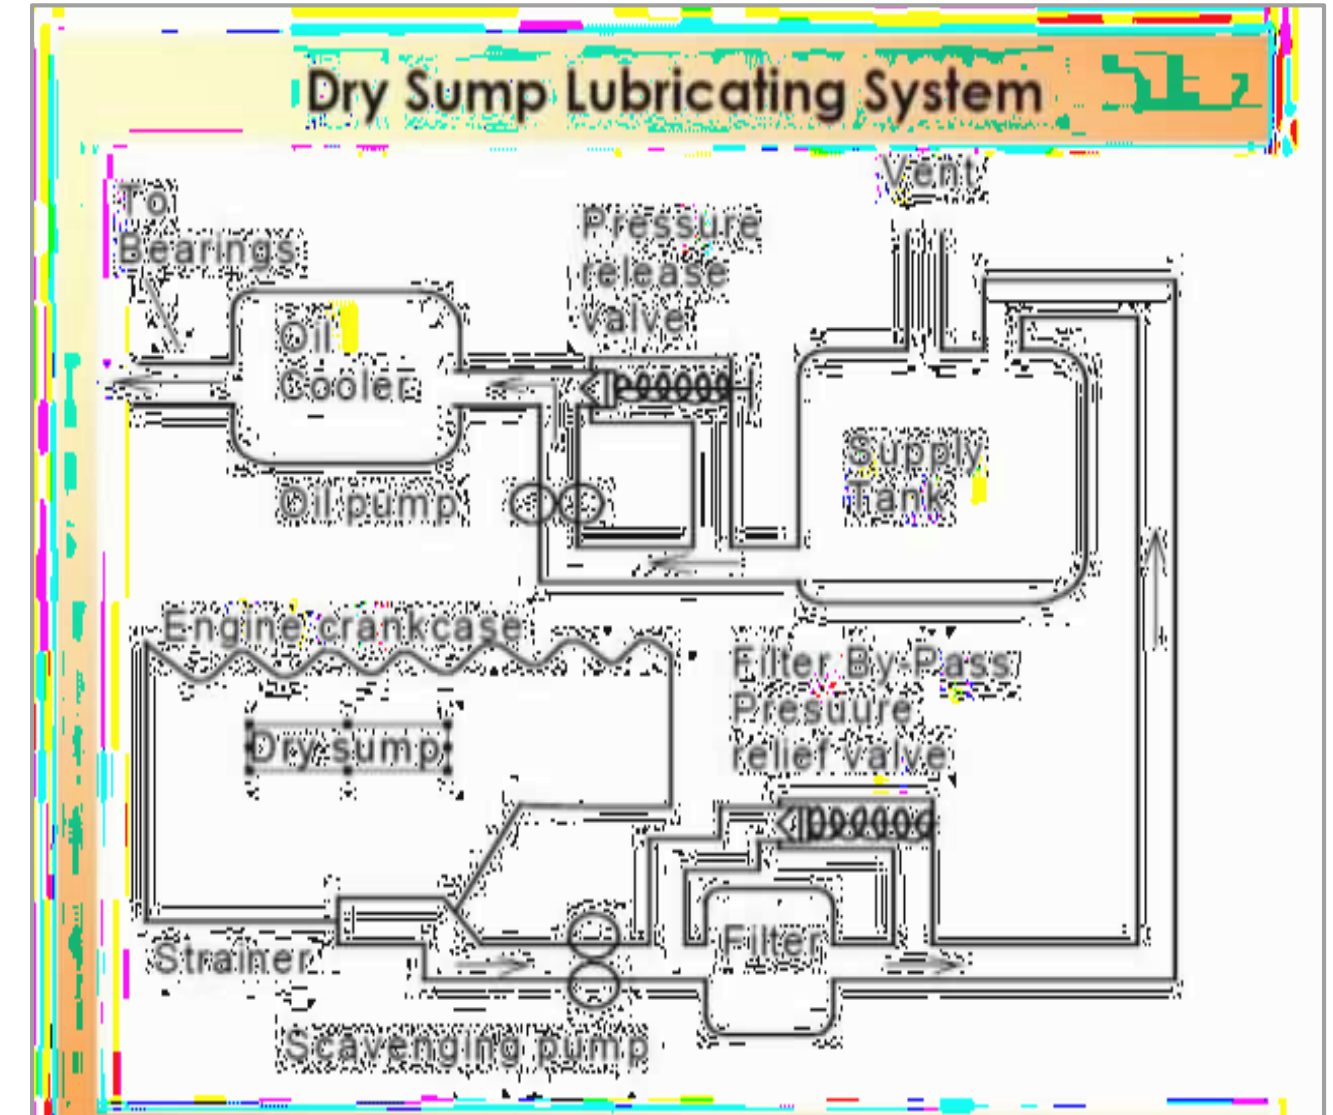 Dry Sump Lubricating System
Vent
To
Bearings
Pressure
release
valve
Oil
Cooler
Supply
Tank
Oil pump
Engine crankcase
Filter By-Pass
Presuure
relief valve
Dry sump
Filter
Strainer
Scavenging pump